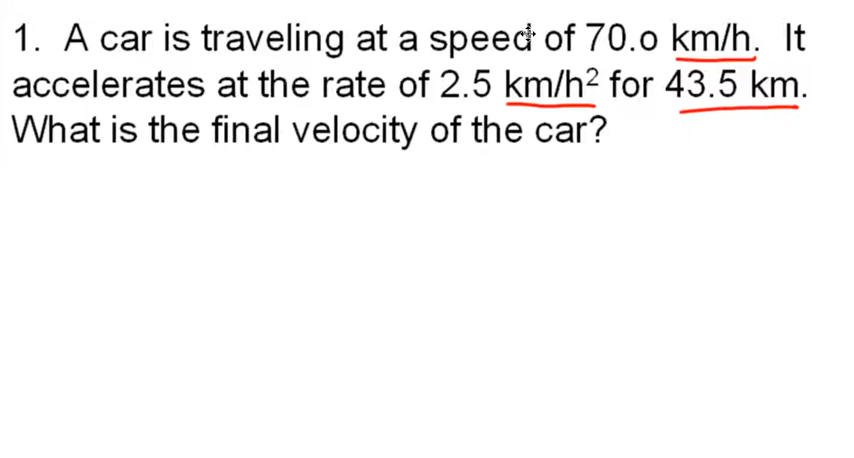 1. A car is traveling at a speed of 70.o km/h. It
accelerates at the rate of 2.5 km/h² for 43.5 km.
What is the final velocity of the car?